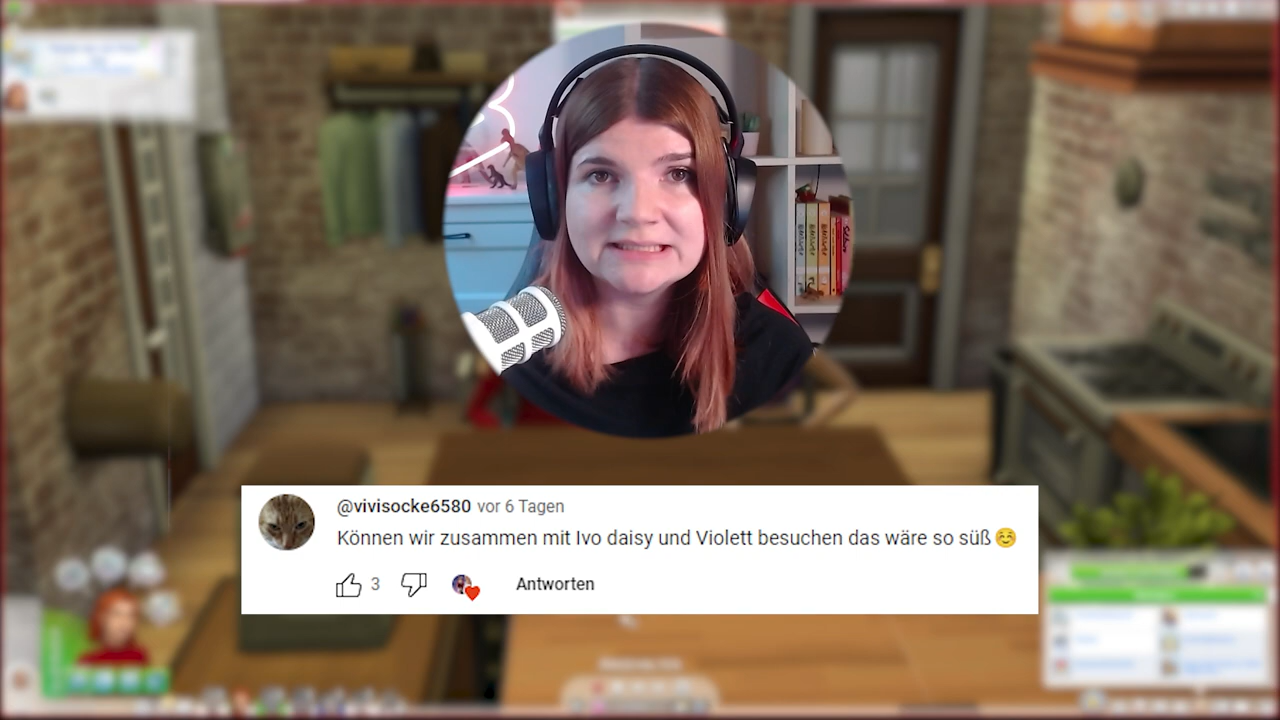 @vivisocke6580 vor 6 Tagen
Können wir zusammen mit Ivo daisy und Violett besuchen das wäre so süß☺️
3
Antworten